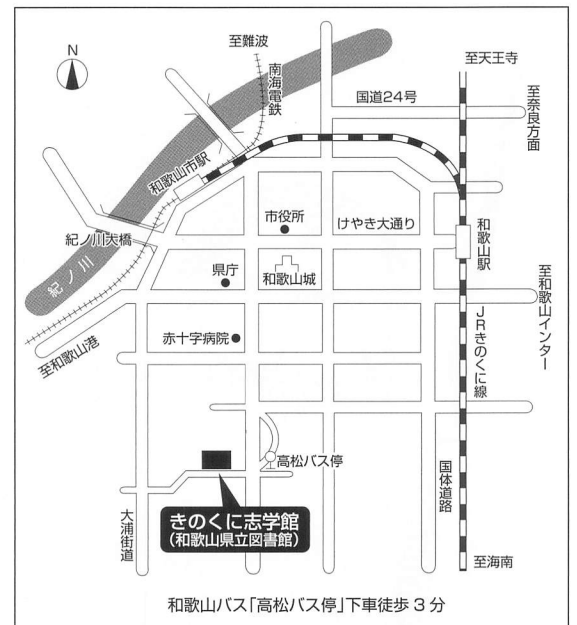 N
至難波
南海電鉄
至天王寺
国道24号
至奈良方面
和歌山市駅
市役所
けやき大通り
和歌山駅
紀ノ川大橋
紀ノ川
県庁
和歌山城
至和歌山インター
至和歌山港
赤十字病院
JRきのくに線
高松バス停
国体道路
大浦街道
きのくに志学館
(和歌山県立図書館)
至海南
和歌山バス「高松バス停」下車徒歩3分